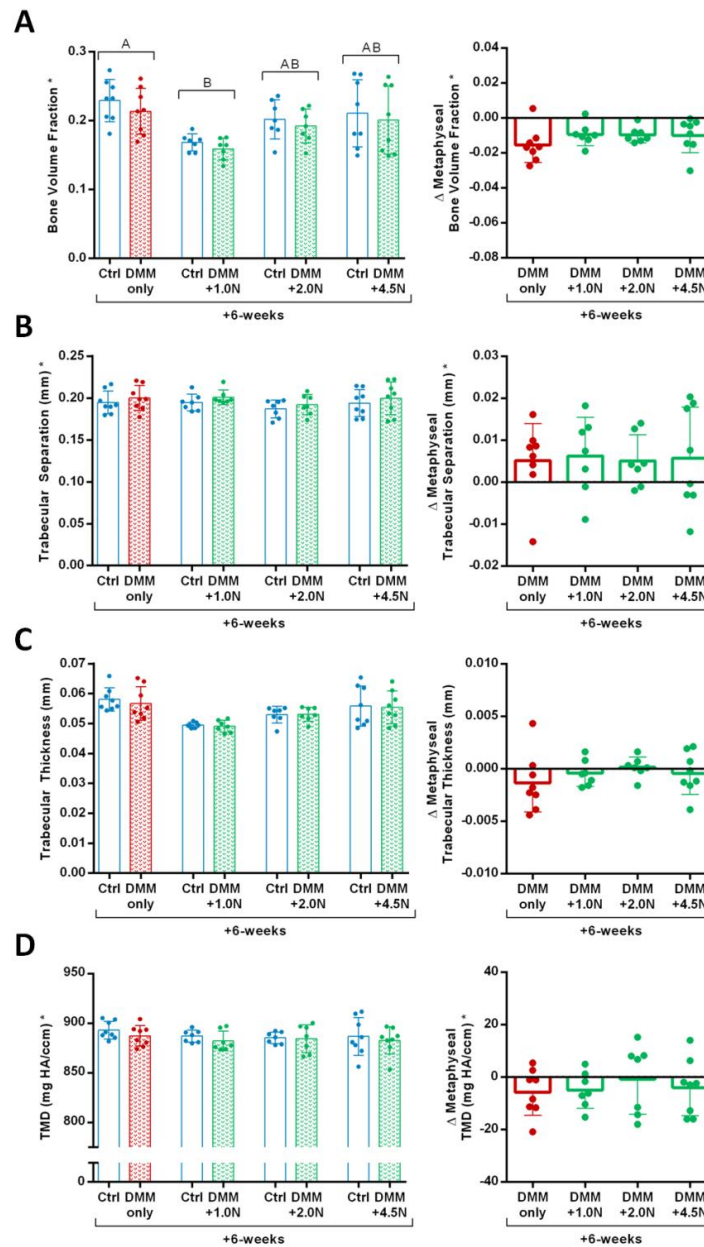 A
Bone Volume Fraction *
0.3
0.2
0.1
0.0
A
B
AB
AB
Ctrl DMM Ctrl DMM Ctrl DMM Ctrl DMM
only +1.0N +2.0N +4.5N
+6-weeks
Δ Metaphyseal
Bone Volume Fraction *
0.04
0.02
0.00
-0.02
-0.04
-0.06
-0.08
DMM DMM DMM DMM
only +1.0N +2.0N +4.5N
+6-weeks
B
Trabecular Separation (mm) *
0.25
0.20
0.15
0.10
0.05
0.00
Ctrl DMM Ctrl DMM Ctrl DMM Ctrl DMM
only +1.0N +2.0N +4.5N
+6-weeks
Δ Metaphyseal
Trabecular Separation (mm) *
0.03
0.02
0.01
0.00
-0.01
-0.02
DMM DMM DMM DMM
only +1.0N +2.0N +4.5N
+6-weeks
C
Trabecular Thickness (mm)
0.07
0.06
0.05
0.04
0.03
0.02
0.01
0.00
Ctrl DMM Ctrl DMM Ctrl DMM Ctrl DMM
only +1.0N +2.0N +4.5N
+6-weeks
Δ Metaphyseal
Trabecular Thickness (mm)
0.010
0.005
0.000
-0.005
-0.010
DMM DMM DMM DMM
only +1.0N +2.0N +4.5N
+6-weeks
D
TMD (mg HA/ccm) *
950
900
850
800
0
Ctrl DMM Ctrl DMM Ctrl DMM Ctrl DMM
only +1.0N +2.0N +4.5N
+6-weeks
Δ Metaphyseal
TMD (mg HA/ccm) *
40
20
0
-20
-40
DMM DMM DMM DMM
only +1.0N +2.0N +4.5N
+6-weeks